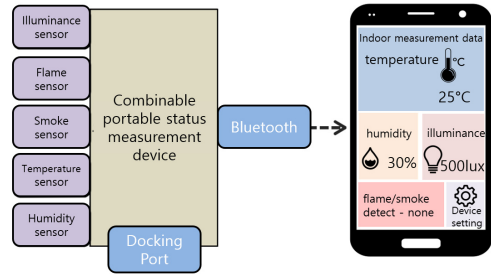 Illuminance
sensor
Flame
sensor
Smoke
sensor
Temperature
sensor
Humidity
sensor
Combinable
portable status
measurement
device
Bluetooth
Docking
Port
Indoor measurement data
temperature
°C
25°C
humidity
30%
illuminance
500lux
flame/smoke
detect - none
Device
setting